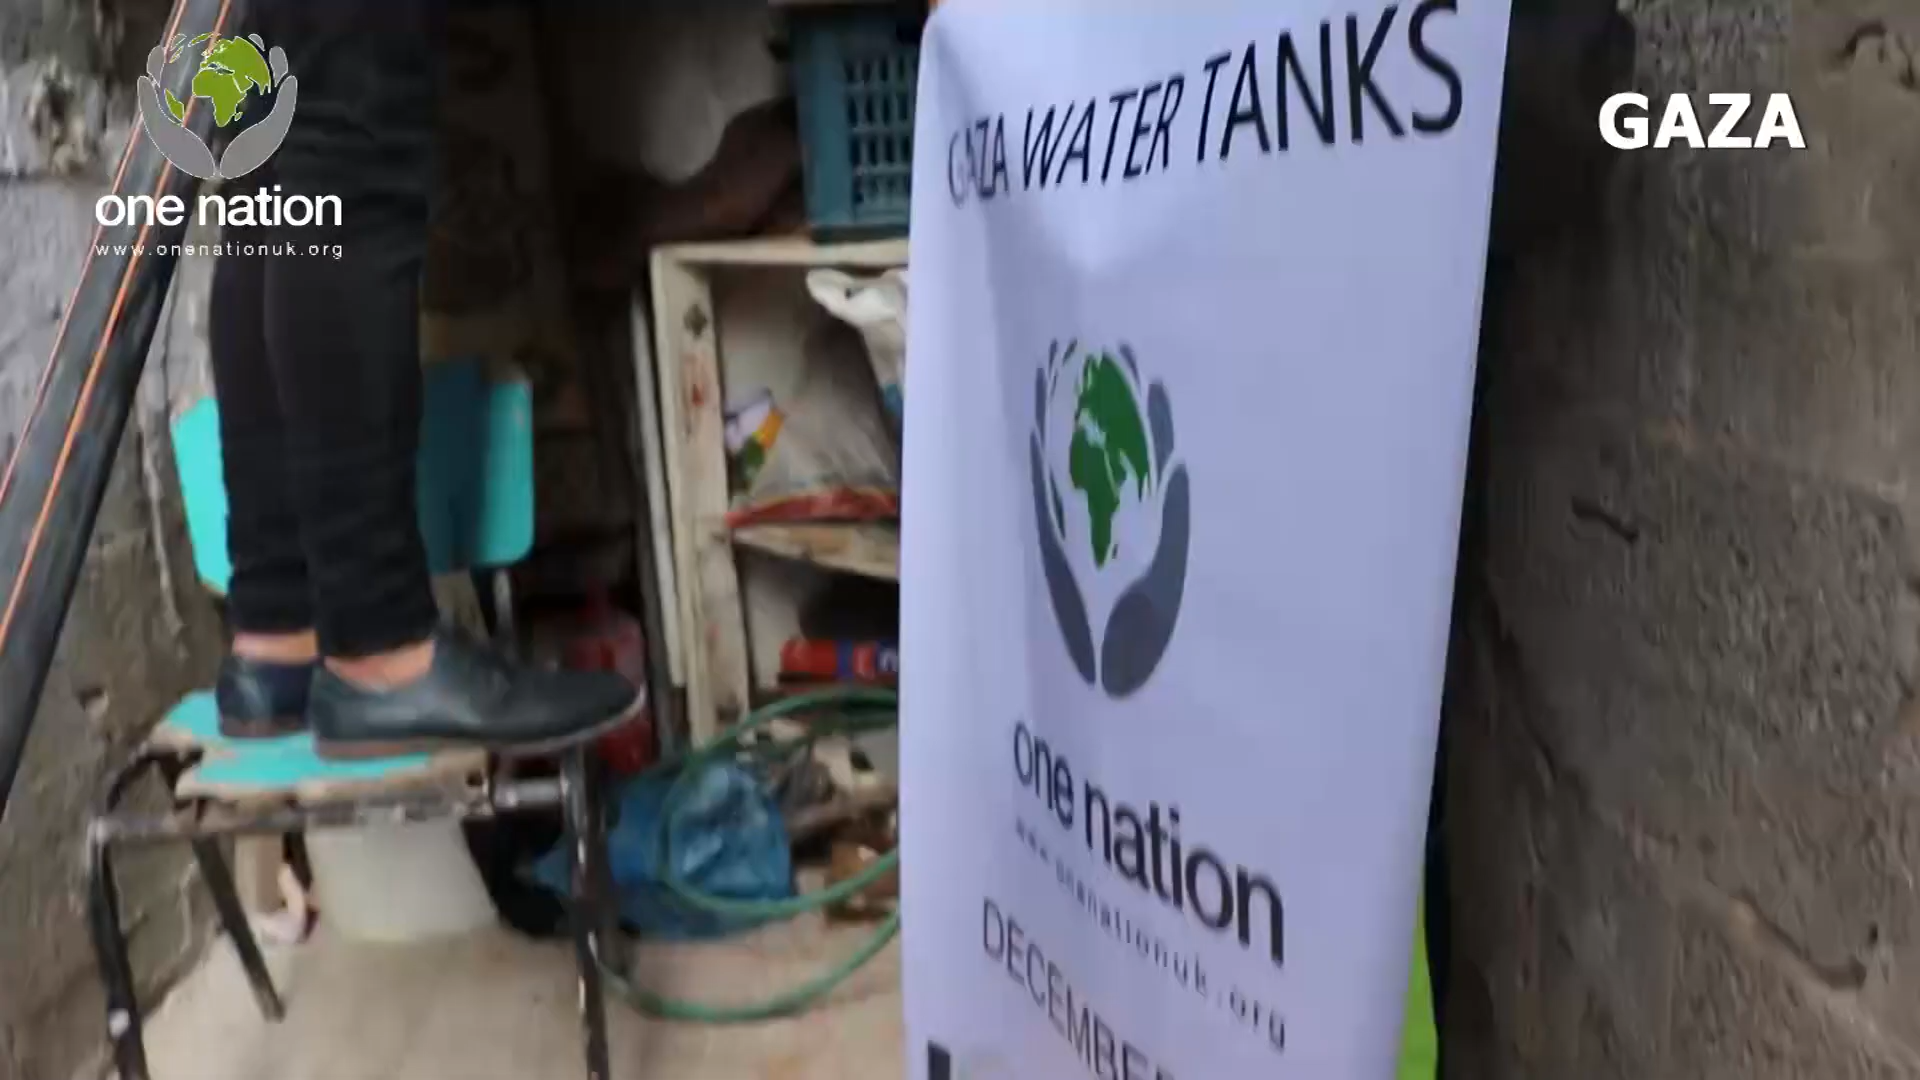 one nation
www.onenationuk.org
GAZA
GAZA WATER TANKS
one nation
www.onenationuk.org
DECEMBER